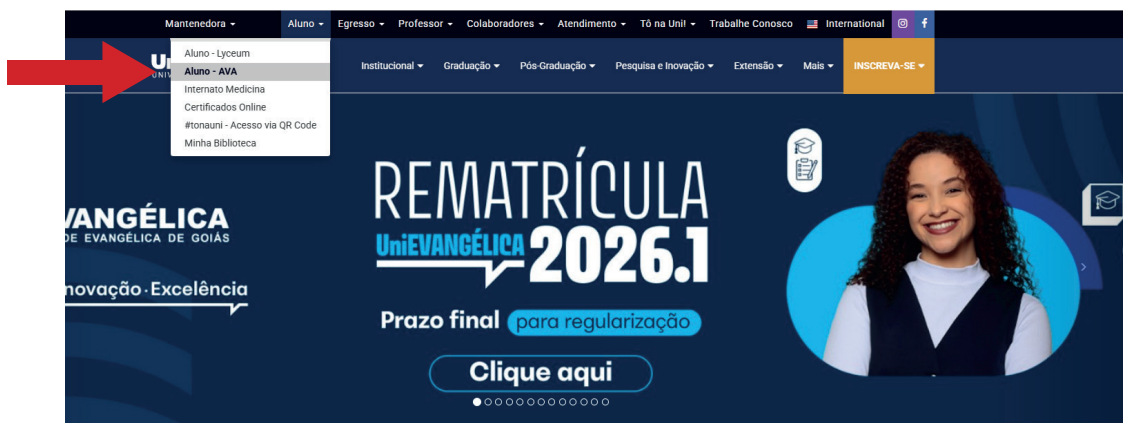 Mantenedora Aluno Egresso Professor Colaboradores Atendimento Tô na Uni! Trabalhe Conosco International
Institucional Graduação Pós-Graduação Pesquisa e Inovação Extensão Mais INSCREVA-SE
Aluno - Lyceum
Aluno - AVA
Internato Medicina
Certificados Online
#tonauni - Acesso via QR Code
Minha Biblioteca
VANGÉLICA
DE EVANGÉLICA DE GOIÁS
novação · Excelência
REMATRÍCULA
UniEVANGÉLICA 2026.1
Prazo final para regularização
Clique aqui